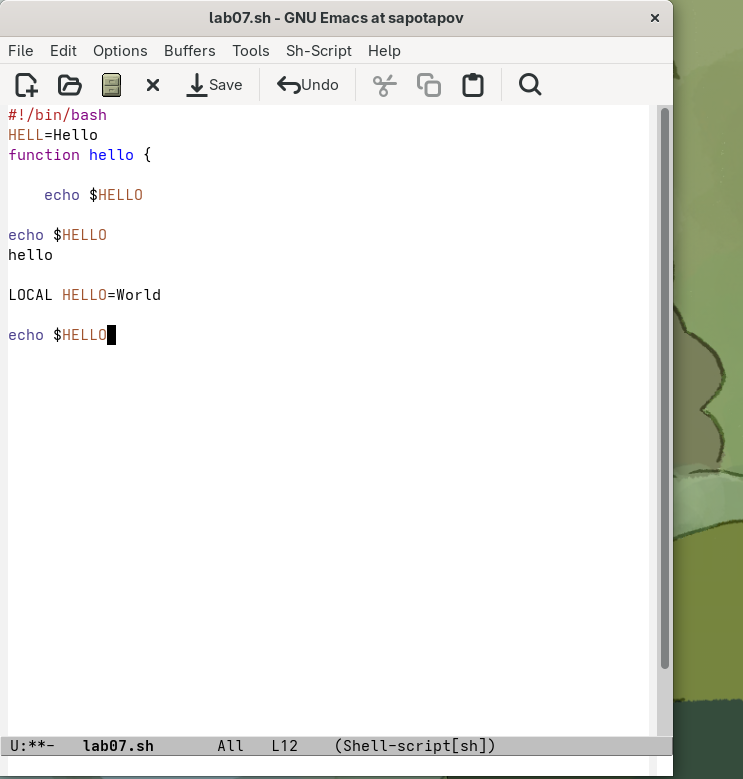 lab07.sh - GNU Emacs at sapotapov
File Edit Options Buffers Tools Sh-Script Help
Save Undo
#!/bin/bash
HELL=Hello
function hello {
echo $HELLO
echo $HELLO
hello
LOCAL HELLO=World
echo $HELLO
U:**- lab07.sh All L12 (Shell-script[sh])